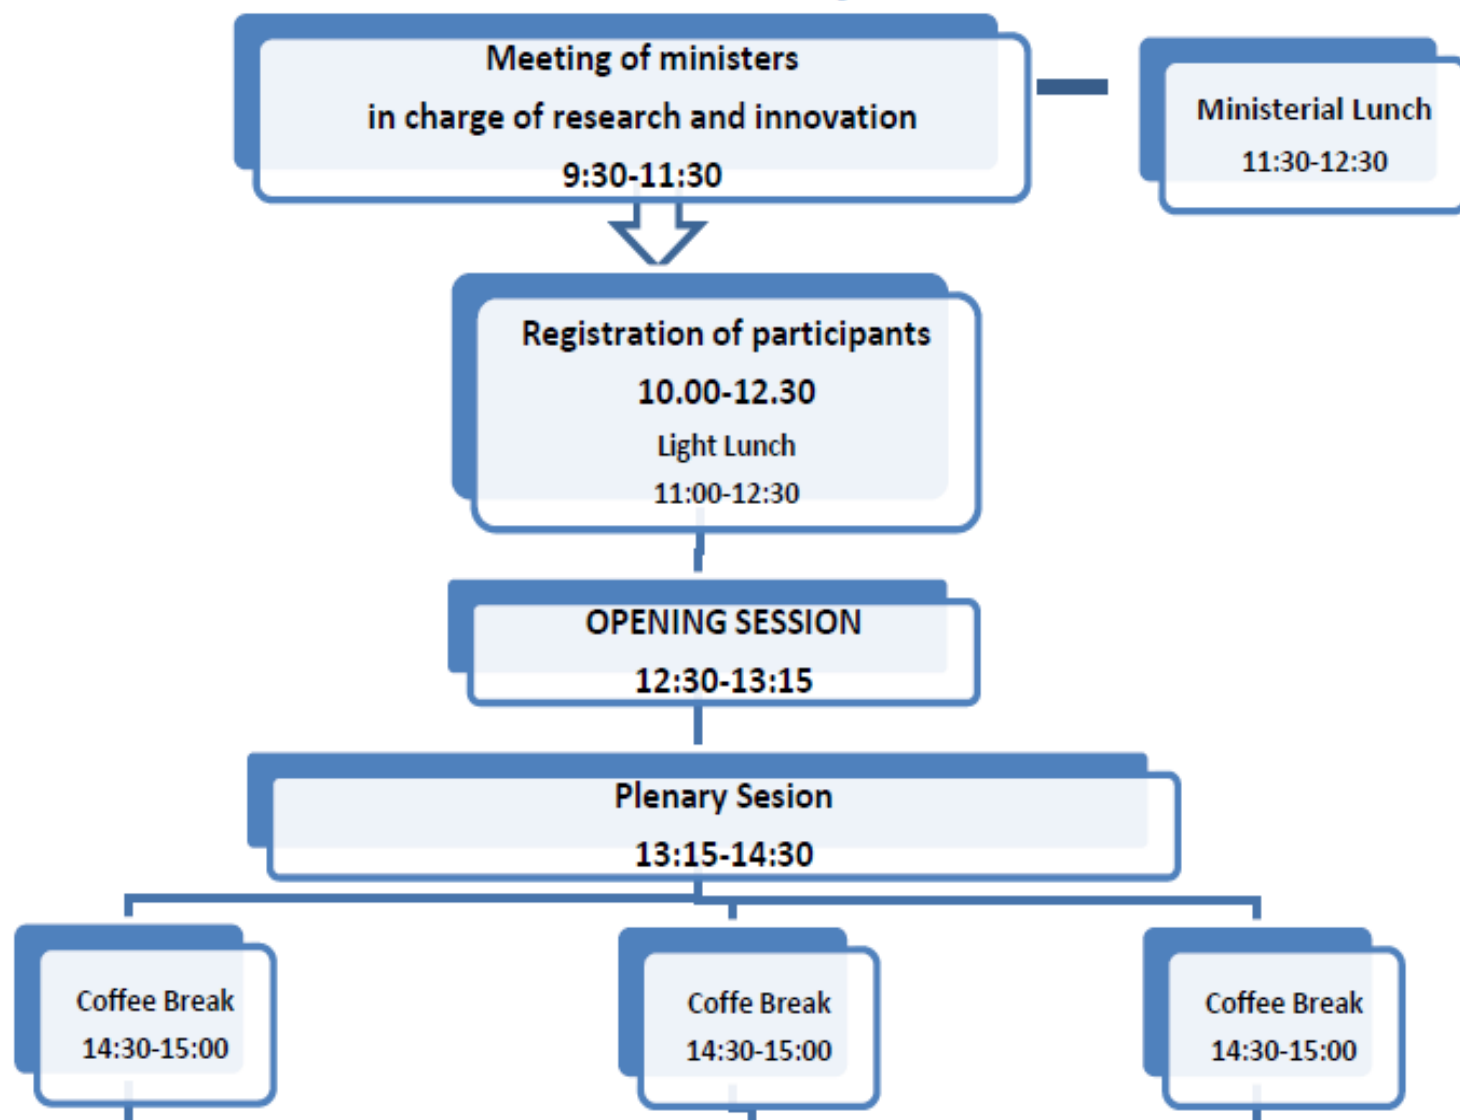 Meeting of ministers
in charge of research and innovation
9:30-11:30
Ministerial Lunch
11:30-12:30
Registration of participants
10.00-12.30
Light Lunch
11:00-12:30
OPENING SESSION
12:30-13:15
Plenary Sesion
13:15-14:30
Coffee Break
14:30-15:00
Coffe Break
14:30-15:00
Coffee Break
14:30-15:00